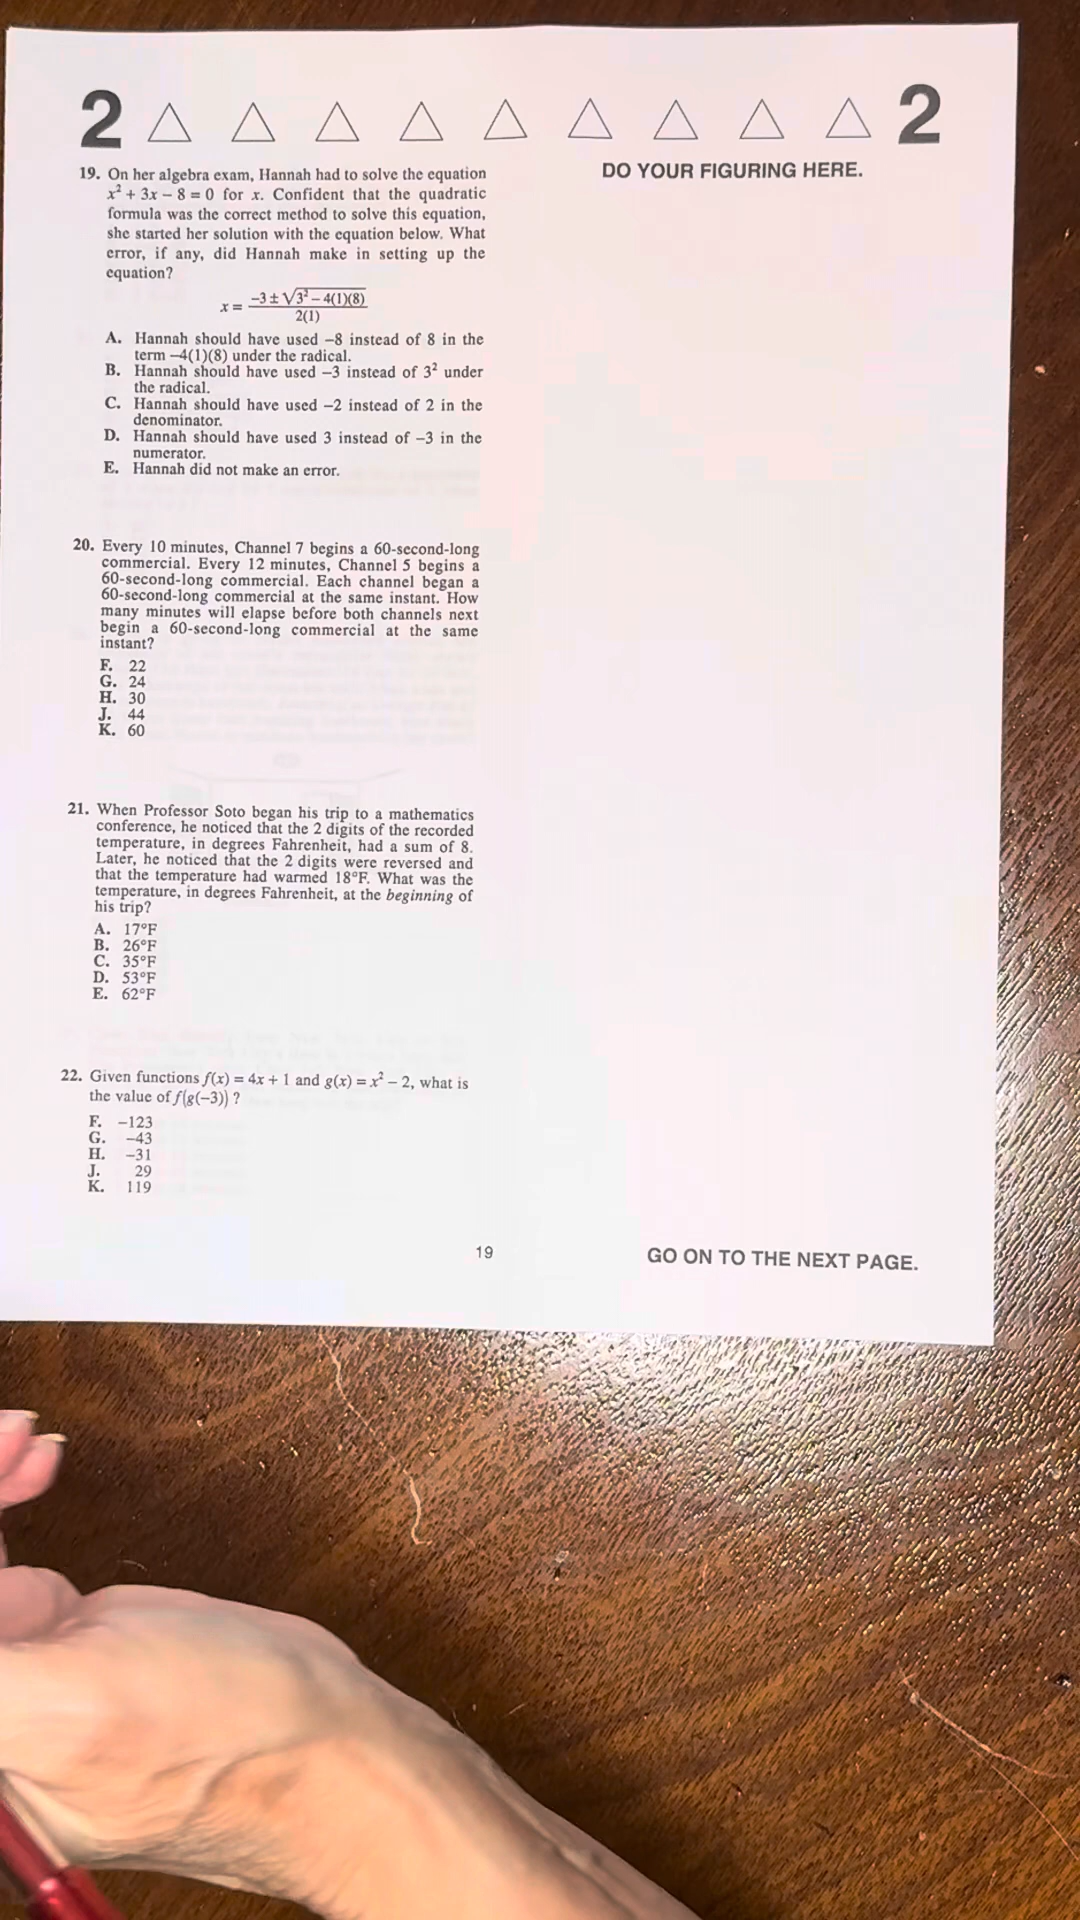 2 2
19. On her algebra exam, Hannah had to solve the equation
x² + 3x – 8 = 0 for x. Confident that the quadratic
formula was the correct method to solve this equation,
she started her solution with the equation below. What
error, if any, did Hannah make in setting up the
equation?
x = (–3 ± √(3² – 4(1)(8))) / 2(1)
A. Hannah should have used –8 instead of 8 in the
term –4(1)(8) under the radical.
B. Hannah should have used –3 instead of 3² under
the radical.
C. Hannah should have used –2 instead of 2 in the
denominator.
D. Hannah should have used 3 instead of –3 in the
numerator.
E. Hannah did not make an error.
20. Every 10 minutes, Channel 7 begins a 60-second-long
commercial. Every 12 minutes, Channel 5 begins a
60-second-long commercial. Each channel began a
60-second-long commercial at the same instant. How
many minutes will elapse before both channels next
begin a 60-second-long commercial at the same
instant?
F. 22
G. 24
H. 30
J. 44
K. 60
21. When Professor Soto began his trip to a mathematics
conference, he noticed that the 2 digits of the recorded
temperature, in degrees Fahrenheit, had a sum of 8.
Later, he noticed that the 2 digits were reversed and
that the temperature had warmed 18°F. What was the
temperature, in degrees Fahrenheit, at the beginning of
his trip?
A. 17°F
B. 26°F
C. 35°F
D. 53°F
E. 62°F
22. Given functions f(x) = 4x + 1 and g(x) = x² – 2, what is
the value of f(g(–3)) ?
F. –123
G. –43
H. –31
J. 29
K. 119
DO YOUR FIGURING HERE.
19
GO ON TO THE NEXT PAGE.